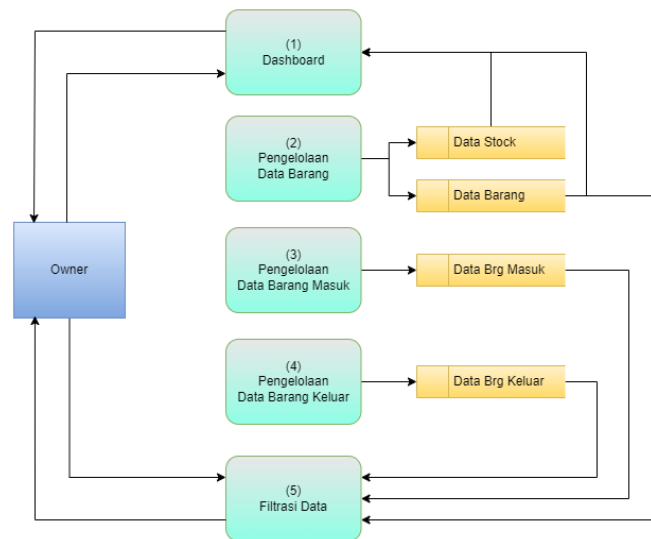 (1)
Dashboard
(2)
Pengelolaan
Data Barang
Data Stock
Data Barang
Owner
(3)
Pengelolaan
Data Barang Masuk
Data Brg Masuk
(4)
Pengelolaan
Data Barang Keluar
Data Brg Keluar
(5)
Filtrasi Data